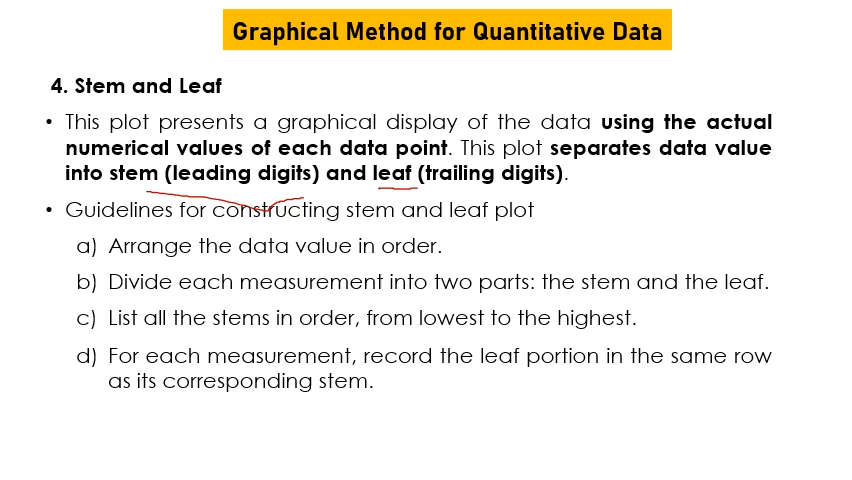 Graphical Method for Quantitative Data
4. Stem and Leaf
• This plot presents a graphical display of the data using the actual
numerical values of each data point. This plot separates data value
into stem (leading digits) and leaf (trailing digits).
• Guidelines for constructing stem and leaf plot
a) Arrange the data value in order.
b) Divide each measurement into two parts: the stem and the leaf.
c) List all the stems in order, from lowest to the highest.
d) For each measurement, record the leaf portion in the same row
as its corresponding stem.